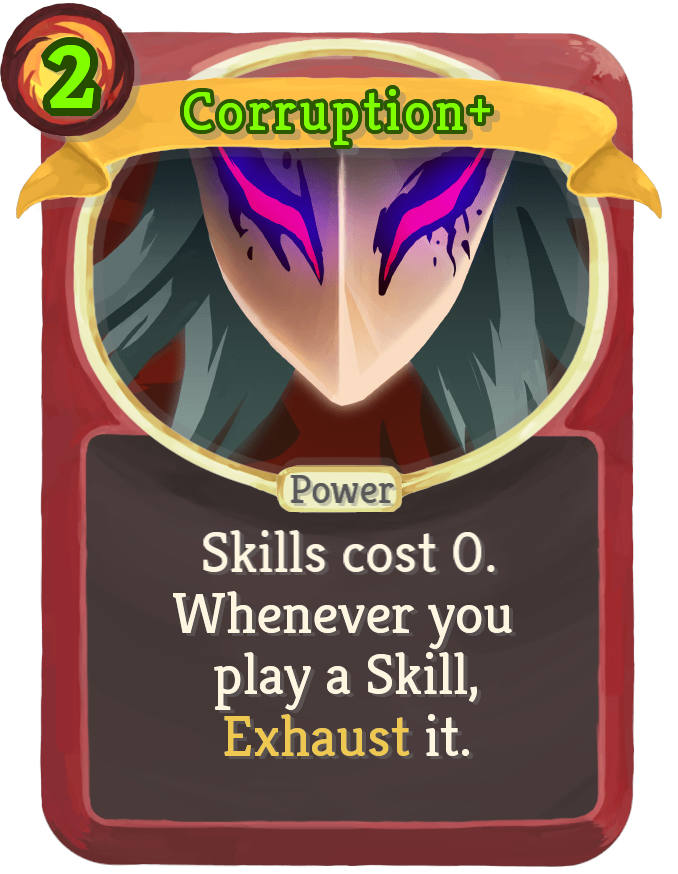 2
Corruption+
Power
Skills cost 0.
Whenever you
play a Skill,
Exhaust it.